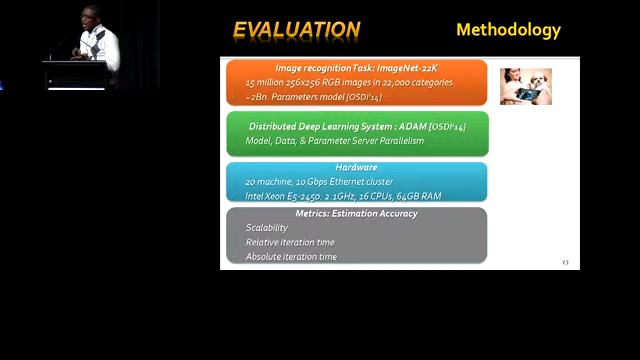 EVALUATION
Methodology
Image recognition Task: ImageNet-22K
15 million 256x256 RGB images in 22,000 categories
~2Bn. Parameters model [OSDI'14]
Distributed Deep Learning System : ADAM [OSDI'14]
Model, Data, & Parameter Server Parallelism
Hardware
20 machine, 10 Gbps Ethernet cluster
Intel Xeon E5-2450. 2.1GHz, 16 CPUs, 64GB RAM
Metrics: Estimation Accuracy
Scalability
Relative iteration time
Absolute iteration time
13